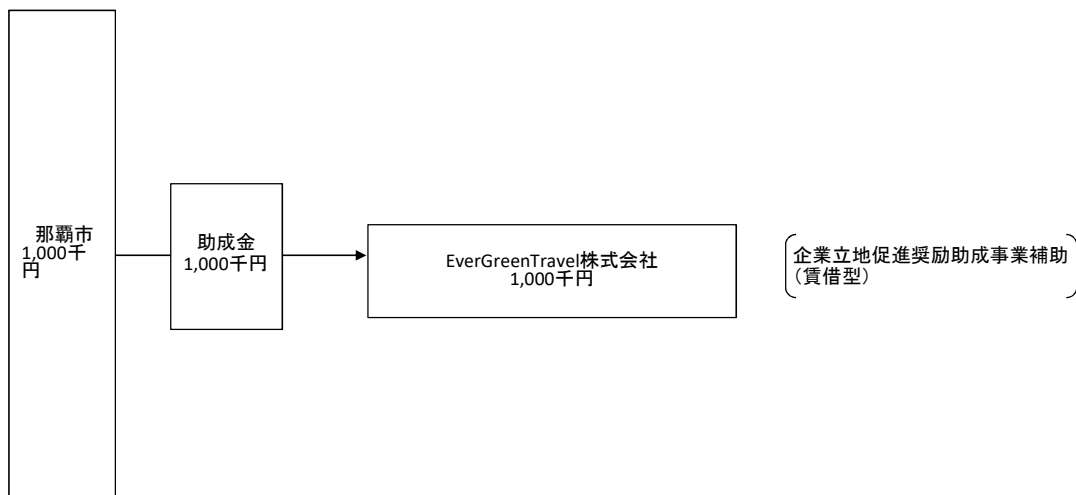 那覇市
1,000千
円
助成金
1,000千円
EverGreenTravel株式会社
1,000千円
企業立地促進奨励助成事業補助
（賃借型）